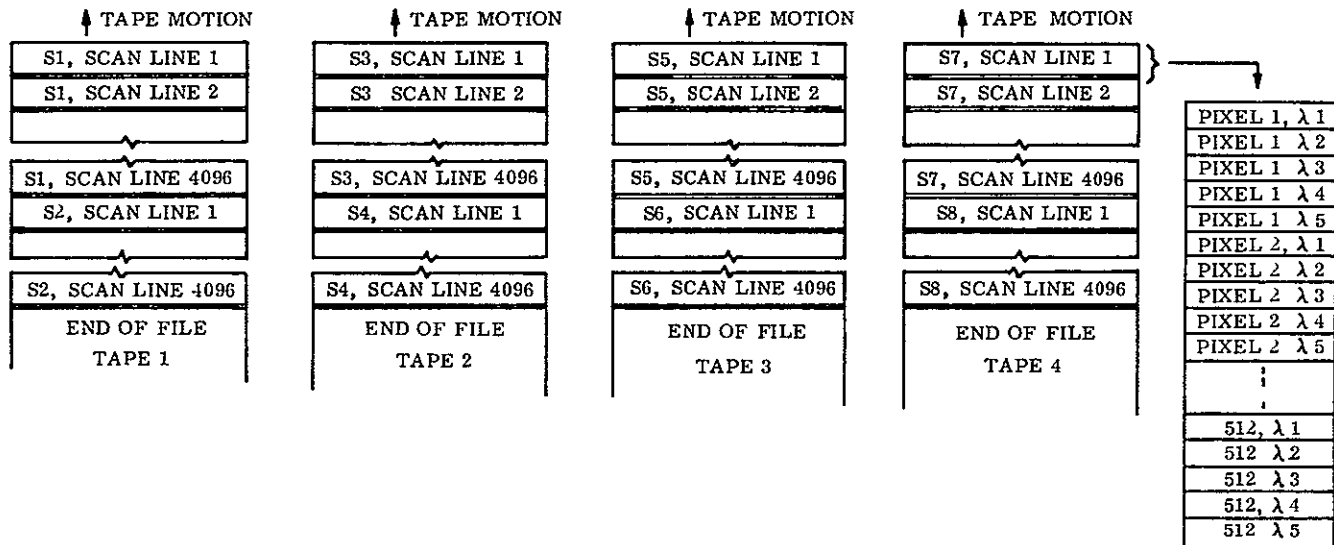 TAPE MOTION
S1, SCAN LINE 1
S1, SCAN LINE 2
S1, SCAN LINE 4096
S2, SCAN LINE 1
S2, SCAN LINE 4096
END OF FILE
TAPE 1
TAPE MOTION
S3, SCAN LINE 1
S3 SCAN LINE 2
S3, SCAN LINE 4096
S4, SCAN LINE 1
S4, SCAN LINE 4096
END OF FILE
TAPE 2
TAPE MOTION
S5, SCAN LINE 1
S5, SCAN LINE 2
S5, SCAN LINE 4096
S6, SCAN LINE 1
S6, SCAN LINE 4096
END OF FILE
TAPE 3
TAPE MOTION
S7, SCAN LINE 1
S7, SCAN LINE 2
S7, SCAN LINE 4096
S8, SCAN LINE 1
S8, SCAN LINE 4096
END OF FILE
TAPE 4
PIXEL 1, λ 1
PIXEL 1 λ 2
PIXEL 1 λ 3
PIXEL 1 λ 4
PIXEL 1 λ 5
PIXEL 2, λ 1
PIXEL 2 λ 2
PIXEL 2 λ 3
PIXEL 2 λ 4
PIXEL 2 λ 5
512, λ 1
512 λ 2
512 λ 3
512, λ 4
512 λ 5